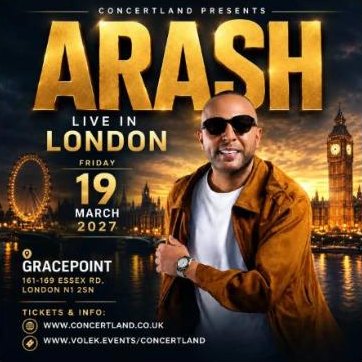 CONCERTLAND PRESENTS
ARASH
LIVE IN
LONDON
FRIDAY
19
MARCH
2027
GRACEPOINT
161-169 ESSEX RD.
LONDON N1 2SN
TICKETS & INFO:
WWW.CONCERTLAND.CO.UK
WWW.VOLEK.EVENTS/CONCERTLAND